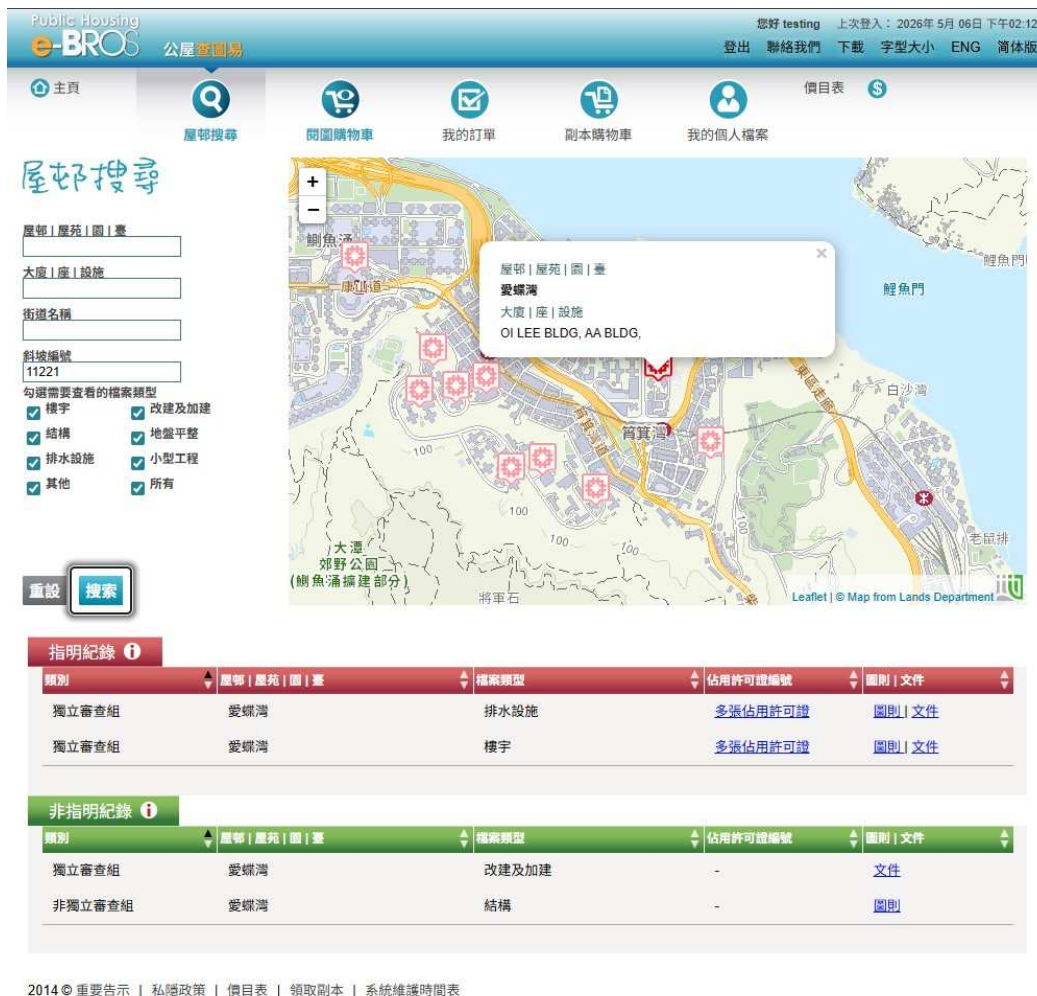 Public Housing
e-BROS 公屋查圖易
您好 testing 上次登入： 2026年 5月 06日 下午02:12
登出 聯絡我們 下載 字型大小 ENG 简体版
主頁
屋邨搜尋
閱圖購物車
我的訂單
副本購物車
我的個人檔案
價目表 $
屋邨搜尋
屋邨 | 屋苑 | 園 | 臺
大廈 | 座 | 設施
街道名稱
斜坡編號
11221
勾選需要查看的檔案類型
樓宇 改建及加建
結構 地盤平整
排水設施 小型工程
其他 所有
重設 搜索
+
−
鰂魚涌
康山道
屋邨 | 屋苑 | 園 | 臺
愛蝶灣
大廈 | 座 | 設施
OI LEE BLDG, AA BLDG,
×
鯉魚門
鯉魚門
東區走廊
白沙灣
筲箕灣
筲箕灣道
100
100
100
100
100
大潭
郊野公園
(鰂魚涌擴建部分)
將軍石
老鼠排
Leaflet | © Map from Lands Department
指明紀錄 i
類別 屋邨 | 屋苑 | 園 | 臺 檔案類型 佔用許可證編號 圖則 | 文件
獨立審查組 愛蝶灣 排水設施 多張佔用許可證 圖則 | 文件
獨立審查組 愛蝶灣 樓宇 多張佔用許可證 圖則 | 文件
非指明紀錄 i
類別 屋邨 | 屋苑 | 園 | 臺 檔案類型 佔用許可證編號 圖則 | 文件
獨立審查組 愛蝶灣 改建及加建 - 文件
非獨立審查組 愛蝶灣 結構 - 圖則
2014 © 重要告示 | 私隱政策 | 價目表 | 領取副本 | 系統維護時間表